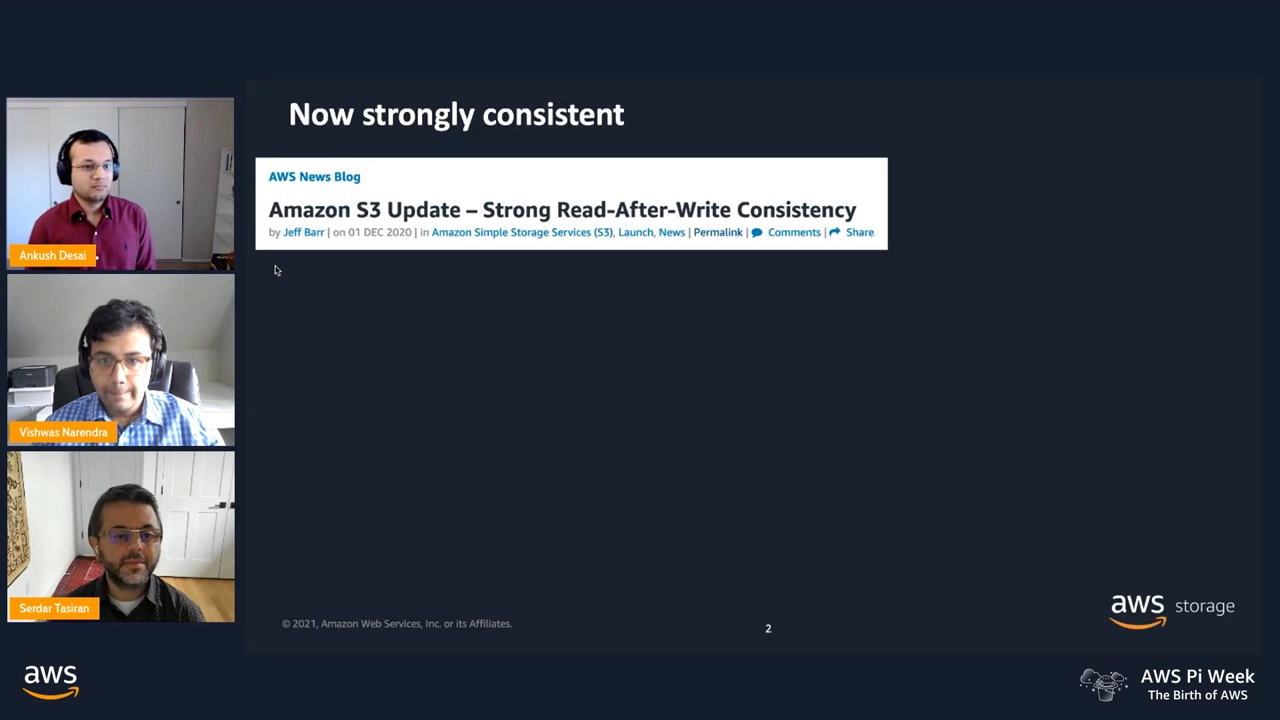 Now strongly consistent
AWS News Blog
Amazon S3 Update – Strong Read-After-Write Consistency
by Jeff Barr | on 01 DEC 2020 | in Amazon Simple Storage Services (S3), Launch, News | Permalink | Comments | Share
Ankush Desai
Vishwas Narendra
Serdar Tasiran
© 2021, Amazon Web Services, Inc. or its Affiliates.
2
aws storage
aws
AWS Pi Week
The Birth of AWS